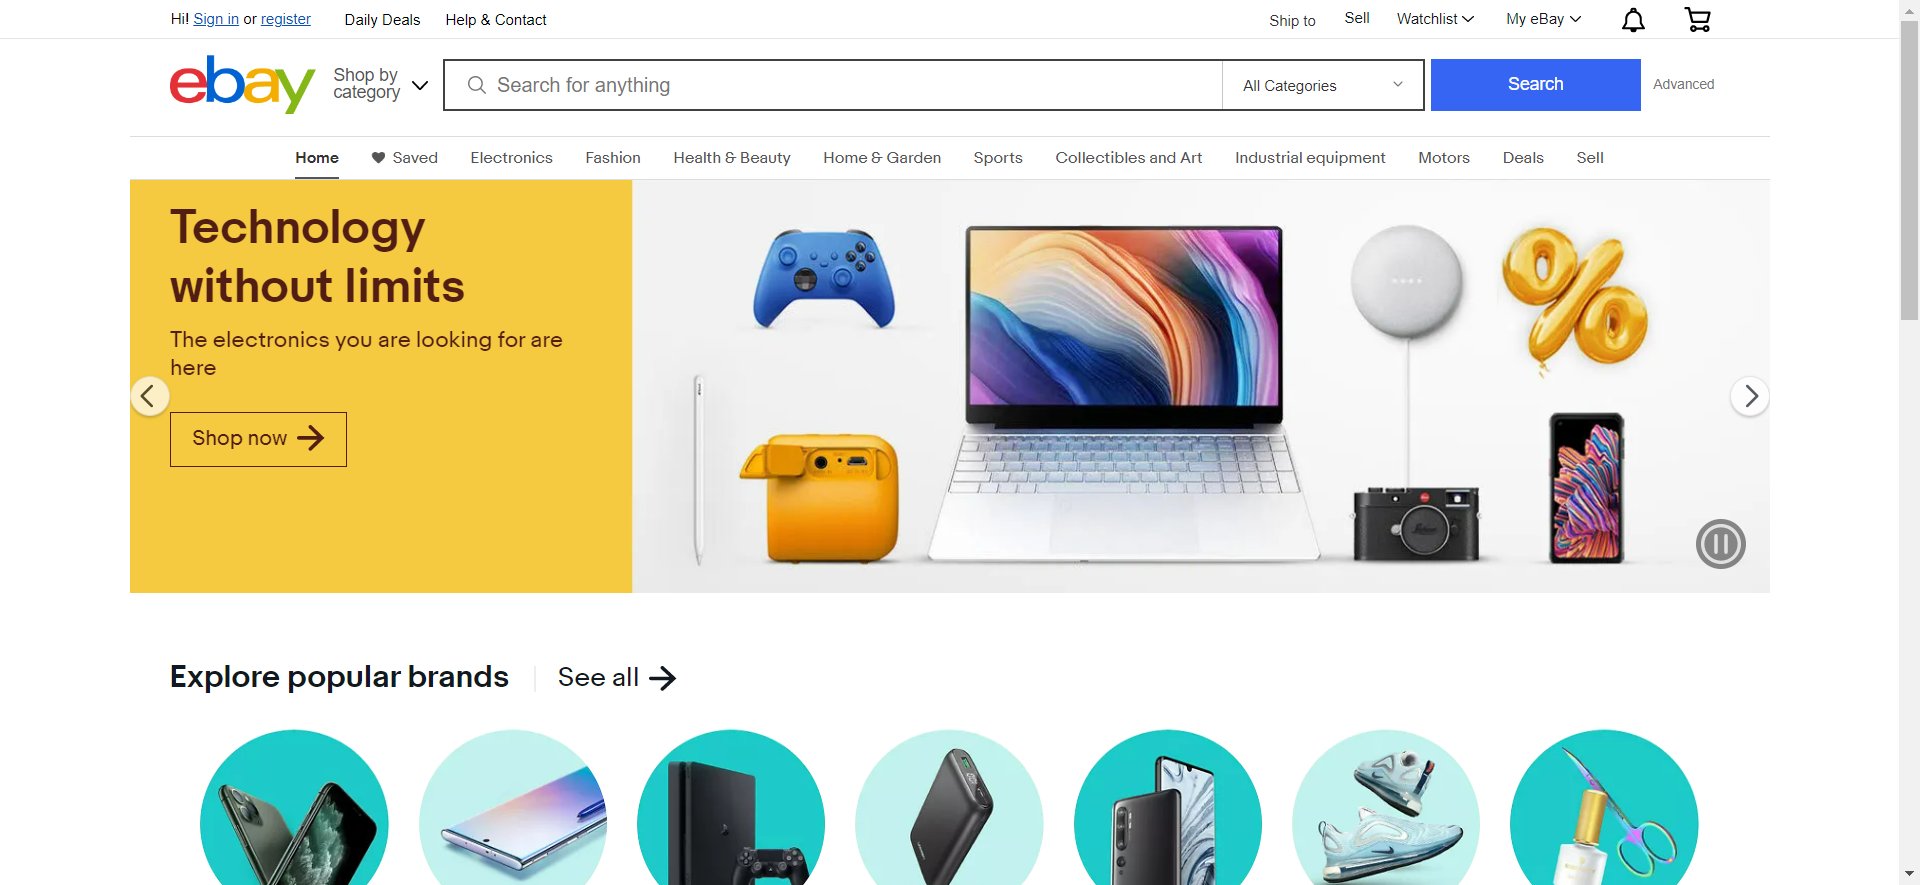 Hi! Sign in or register
Daily Deals
Help & Contact
Ship to
Sell
Watchlist
My eBay
ebay
Shop by
category
Search for anything
All Categories
Search
Advanced
Home
Saved
Electronics
Fashion
Health & Beauty
Home & Garden
Sports
Collectibles and Art
Industrial equipment
Motors
Deals
Sell
Technology
without limits
The electronics you are looking for are
here
Shop now
Explore popular brands
See all